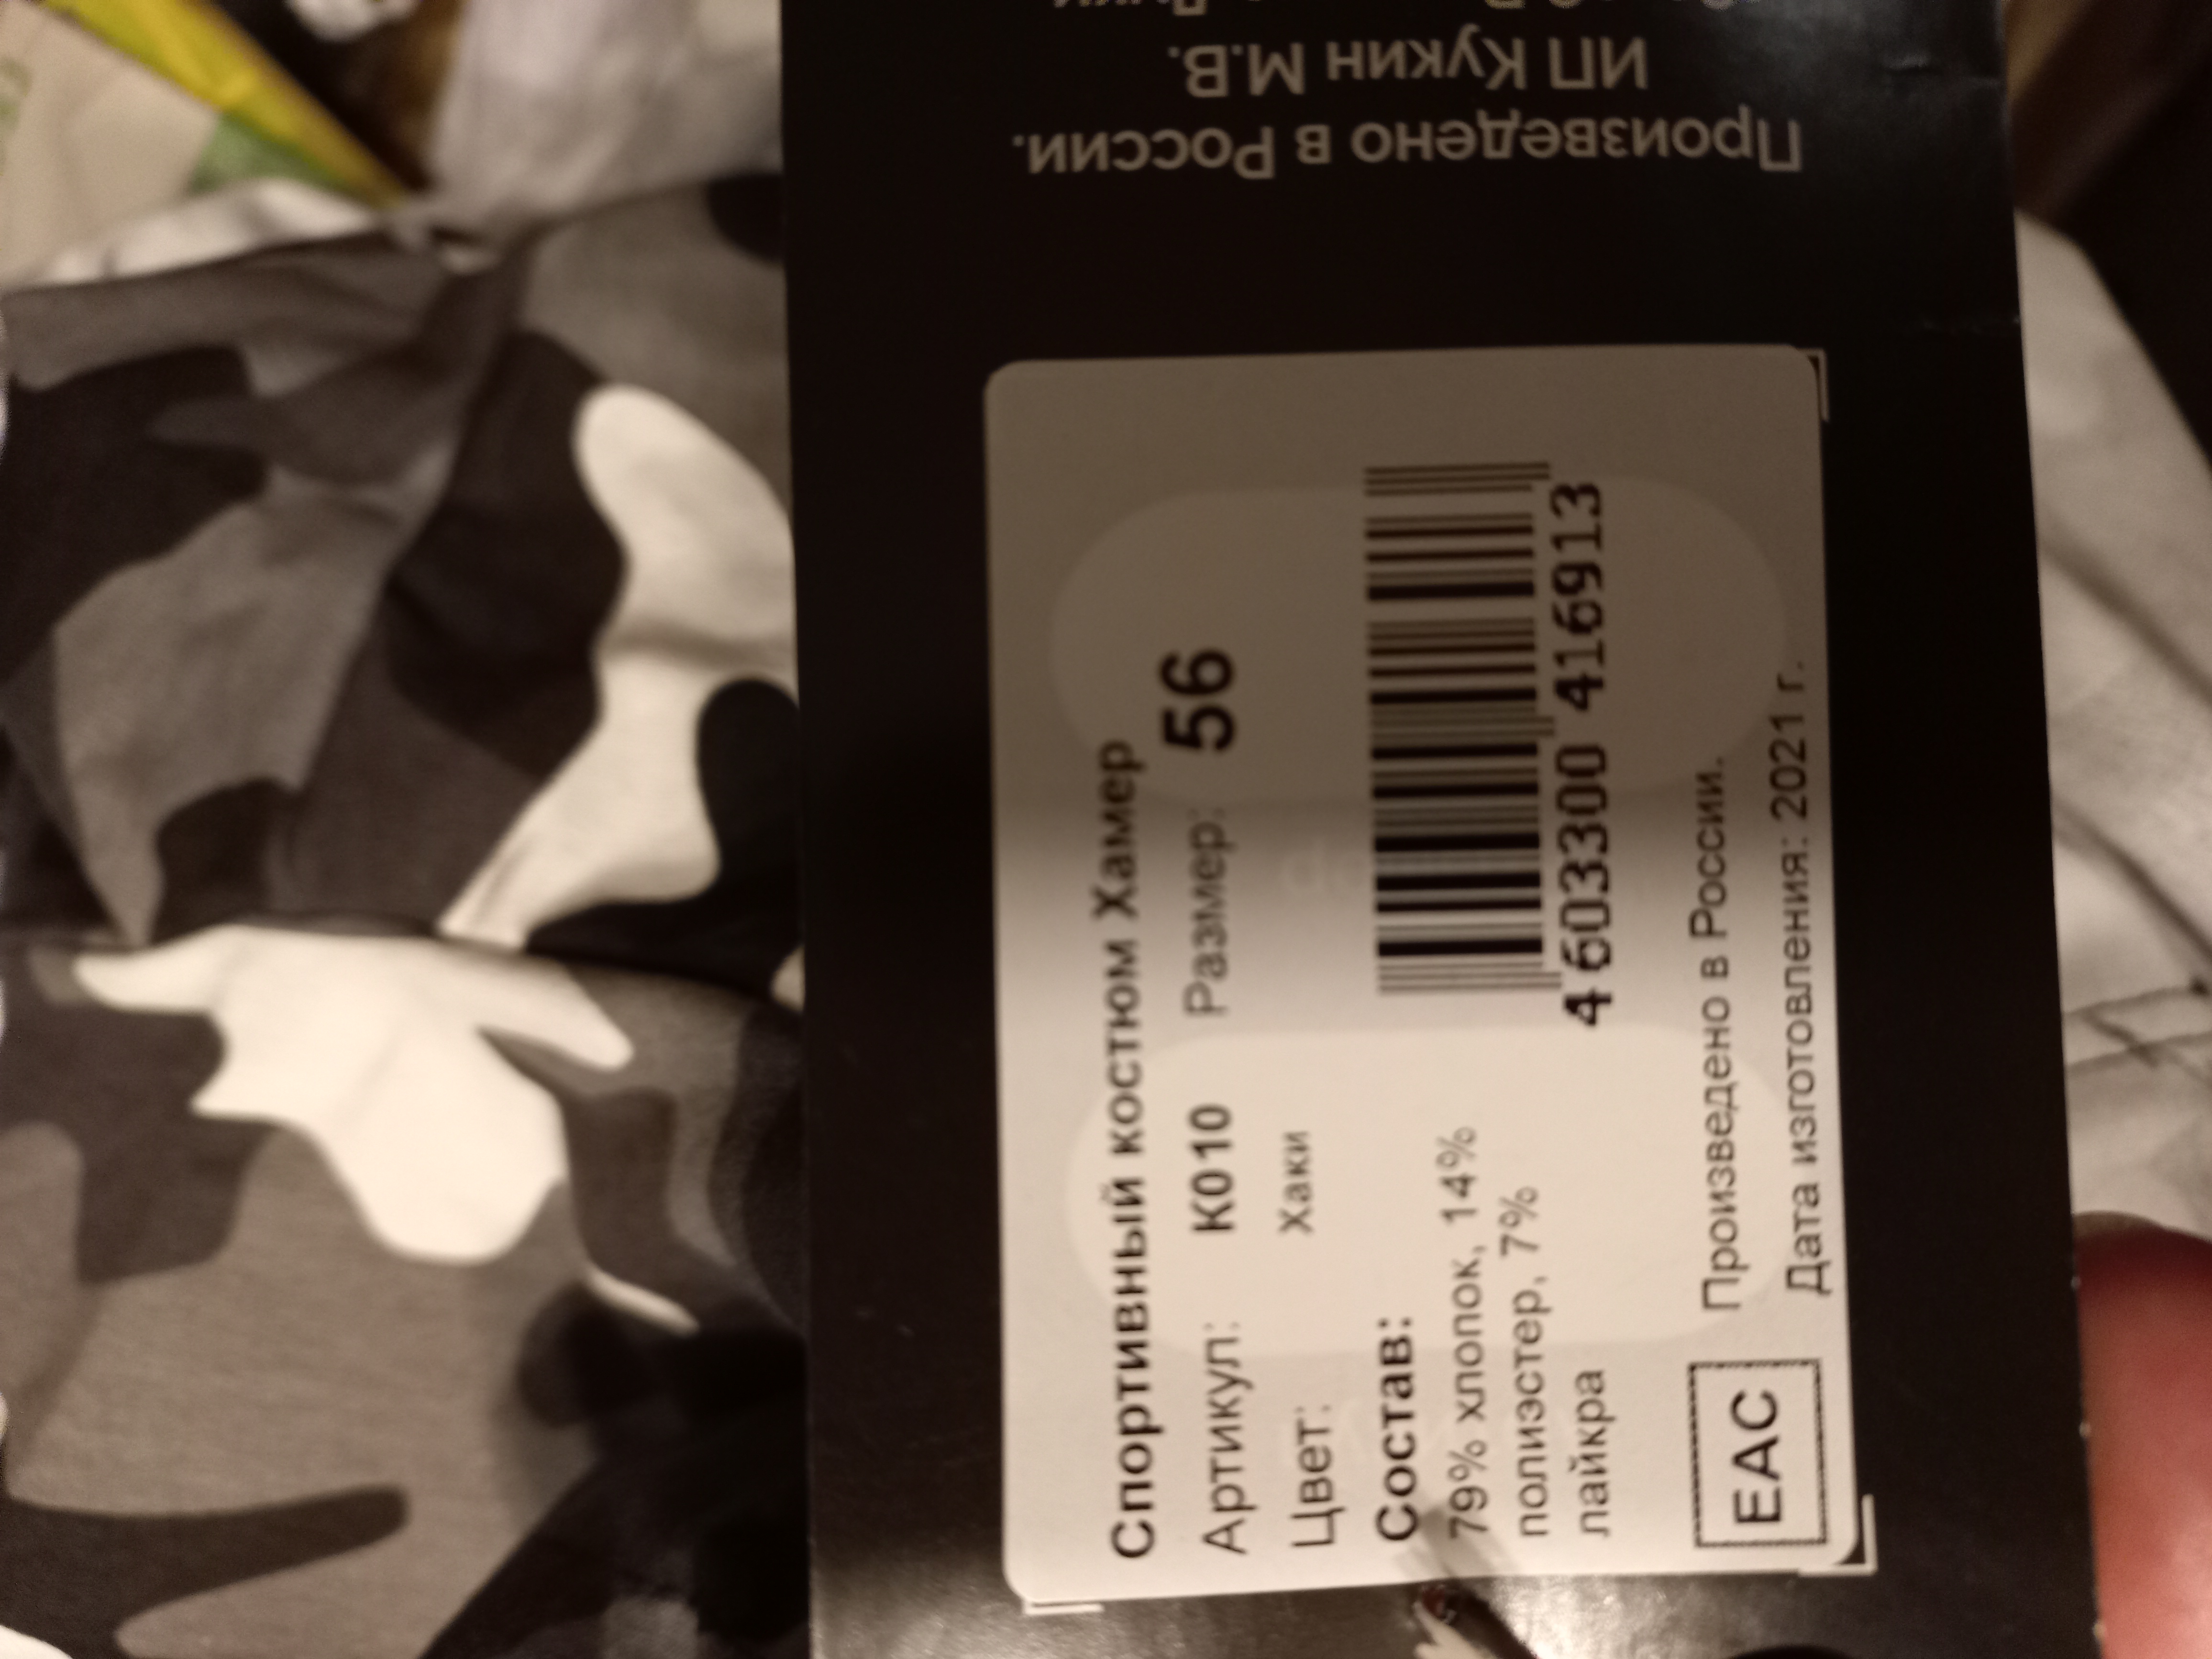 Спортивный костюм Хамер
Артикул: К010 Размер: 56
Цвет: Хаки
Состав:
79% хлопок, 14%
полиэстер, 7%
лайкра
4 603300 416913
EAC
Произведено в России.
Дата изготовления: 2021 г.
Произведено в России.
ИП Кукин М.В.